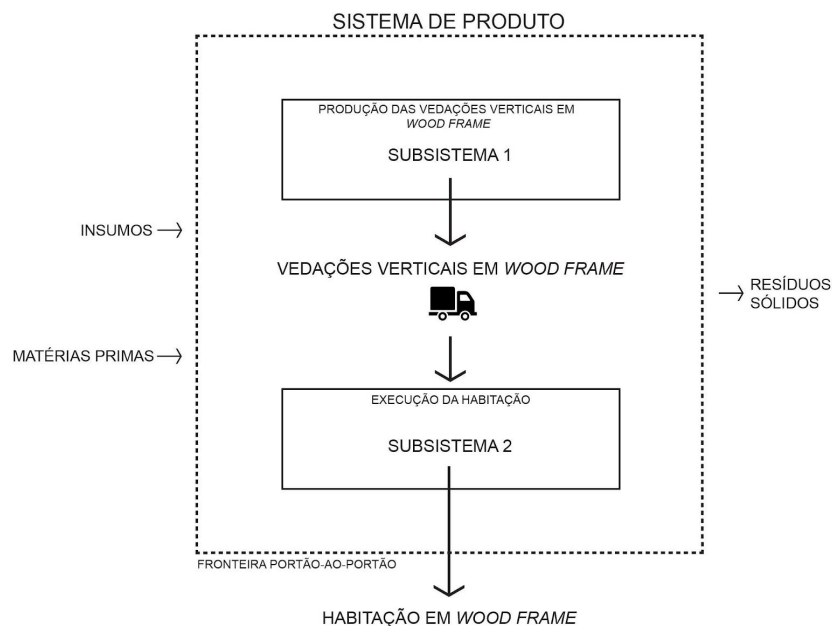 SISTEMA DE PRODUTO
PRODUÇÃO DAS VEDAÇÕES VERTICAIS EM
WOOD FRAME
SUBSISTEMA 1
INSUMOS
VEDAÇÕES VERTICAIS EM WOOD FRAME
RESÍDUOS
SÓLIDOS
MATÉRIAS PRIMAS
EXECUÇÃO DA HABITAÇÃO
SUBSISTEMA 2
FRONTEIRA PORTÃO-AO-PORTÃO
HABITAÇÃO EM WOOD FRAME